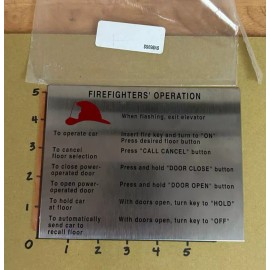 FIREFIGHTERS' OPERATION
When flashing, exit elevator
To operate car Insert fire key and turn to "ON"
Press desired floor button
To cancel Press "CALL CANCEL" button
floor selection
To close power- Press and hold "DOOR CLOSE" button
operated door
To open power- Press and hold "DOOR OPEN" button
operated door
To hold car With doors open, turn key to "HOLD"
at floor
To automatically With doors open, turn key to "OFF"
send car to
recall floor
5
4
3
2
1
0
1 2 3 4 5